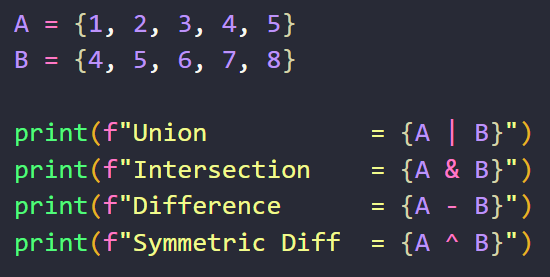 A = {1, 2, 3, 4, 5}
B = {4, 5, 6, 7, 8}

print(f"Union           = {A | B}")
print(f"Intersection    = {A & B}")
print(f"Difference      = {A - B}")
print(f"Symmetric Diff  = {A ^ B}")